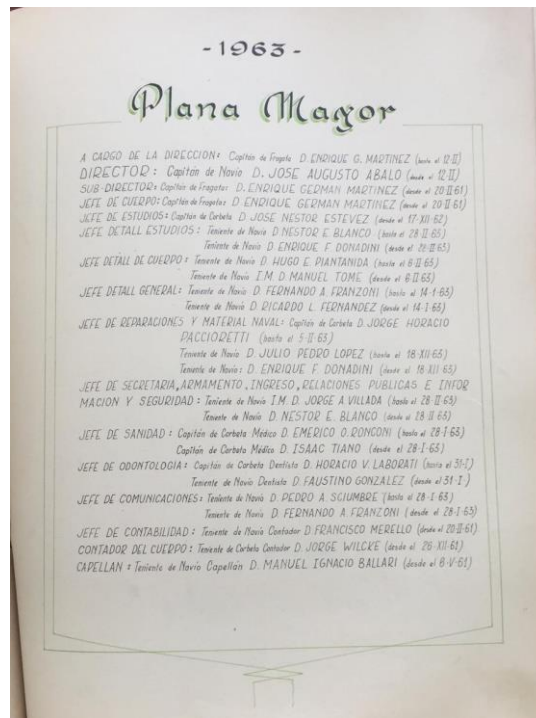 -1963-
Plana Mayor
A CARGO DE LA DIRECCION: Capitán de Fragata D. ENRIQUE G. MARTINEZ (hasta el 12-II)
DIRECTOR: Capitán de Navío D. JOSE AUGUSTO ABALO (desde el 12-II)
SUB-DIRECTOR: Capitán de Fragatas D. ENRIQUE GERMAN MARTINEZ (desde el 20-II-61)
JEFE DE CUERPO: Capitán de Fragatas D ENRIQUE GERMAN MARTINEZ (desde el 20-II-61)
JEFE DE ESTUDIOS: Capitán de Corbeta D JOSE NESTOR ESTEVEZ (desde el 17-XII-62)
JEFE DETALL ESTUDIOS: Teniente de Navío D NESTOR E. BLANCO (hasta el 28-II-63)
Teniente de Navío D. ENRIQUE F. DONADINI (desde el 28-II-63)
JEFE DETALL DE CUERPO: Teniente de Navío D. HUGO E. PIANTANIDA (hasta el 6-II-63)
Teniente de Navío I.M. D. MANUEL TOME (desde el 6-II-63)
JEFE DETALL GENERAL: Teniente de Navío D. FERNANDO A. FRANZONI (hasta el 14-I-63)
Teniente de Navío D. RICARDO L. FERNANDEZ (desde el 14-I-63)
JEFE DE REPARACIONES Y MATERIAL NAVAL: Capitán de Corbeta D. JORGE HORACIO
PACCIORETTI (hasta el 5-II-63)
Teniente de Navío D. JULIO PEDRO LOPEZ (hasta el 18-XII-63)
Teniente de Navío: D. ENRIQUE F. DONADINI (desde el 18-XII-63)
JEFE DE SECRETARIA, ARMAMENTO, INGRESO, RELACIONES PUBLICAS E INFOR
MACION Y SEGURIDAD: Teniente de Navío I.M. D. JORGE A. VILLADA (hasta el 28-II-63)
Teniente de Navío D. NESTOR E. BLANCO (desde el 28-II-63)
JEFE DE SANIDAD: Capitán de Corbeta Médico D. EMERICO O. RONCONI (hasta el 28-I-63)
Capitán de Corbeta Médico D. ISAAC TIANO (desde el 28-I-63)
JEFE DE ODONTOLOGIA: Capitán de Corbeta Dentista D. HORACIO V. LABORATI (hasta el 31-I)
Teniente de Navío Dentista D. FAUSTINO GONZALEZ (desde el 31-I-)
JEFE DE COMUNICACIONES: Teniente de Navío D. PEDRO A. SCIUMBRE (hasta el 28-I-63)
Teniente de Navío D. FERNANDO A. FRANZONI (desde el 28-I-63)
JEFE DE CONTABILIDAD: Teniente de Navío Contador D. FRANCISCO MERELLO (desde el 20-II-61)
CONTADOR DEL CUERPO: Teniente de Corbeta Contador D. JORGE WILCKE (desde el 26-XII-62)
CAPELLAN: Teniente de Navío Capellán D. MANUEL IGNACIO BALLARI (desde el 8-V-61)